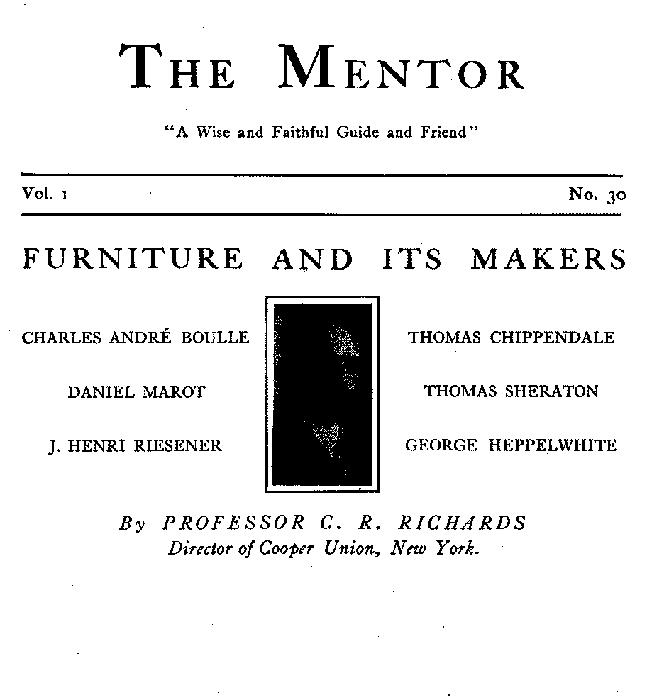 THE MENTOR
"A Wise and Faithful Guide and Friend"
Vol. 1 No. 30
FURNITURE AND ITS MAKERS
CHARLES ANDRÉ BOULLE THOMAS CHIPPENDALE
DANIEL MAROT THOMAS SHERATON
J. HENRI RIESENER GEORGE HEPPELWHITE
By PROFESSOR C. R. RICHARDS
Director of Cooper Union, New York.